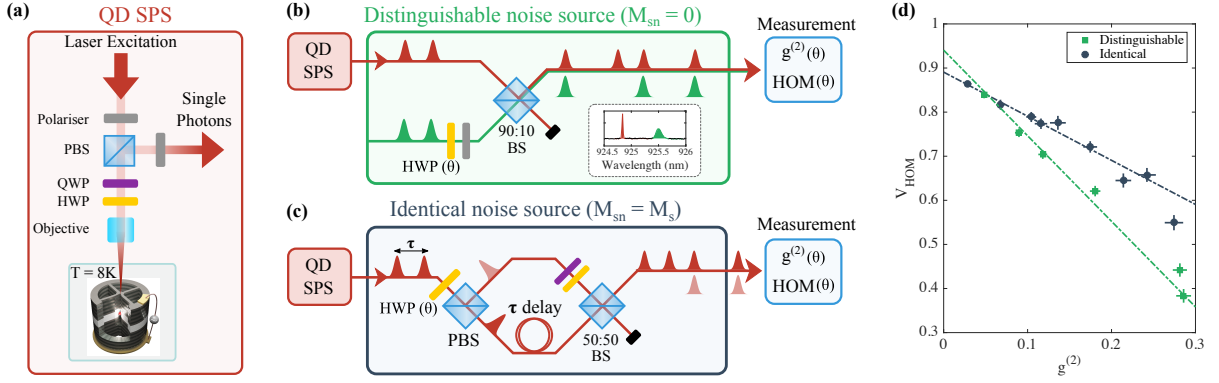 (a)
QD SPS
Laser Excitation
Single
Photons
Polariser
PBS
QWP
HWP
Objective
T = 8K
(b)
Distinguishable noise source (M_sn = 0)
QD
SPS
HWP (θ)
90:10
BS
924.5 925 925.5 926
Wavelength (nm)
Measurement
g^(2)(θ)
HOM(θ)
(c)
Identical noise source (M_sn = M_s)
QD
SPS
τ
HWP (θ)
PBS
τ delay
50:50
BS
Measurement
g^(2)(θ)
HOM(θ)
(d)
Distinguishable
Identical
1
0.9
0.8
0.7
0.6
0.5
0.4
0.3
V_HOM
0 0.1 0.2 0.3
g^(2)